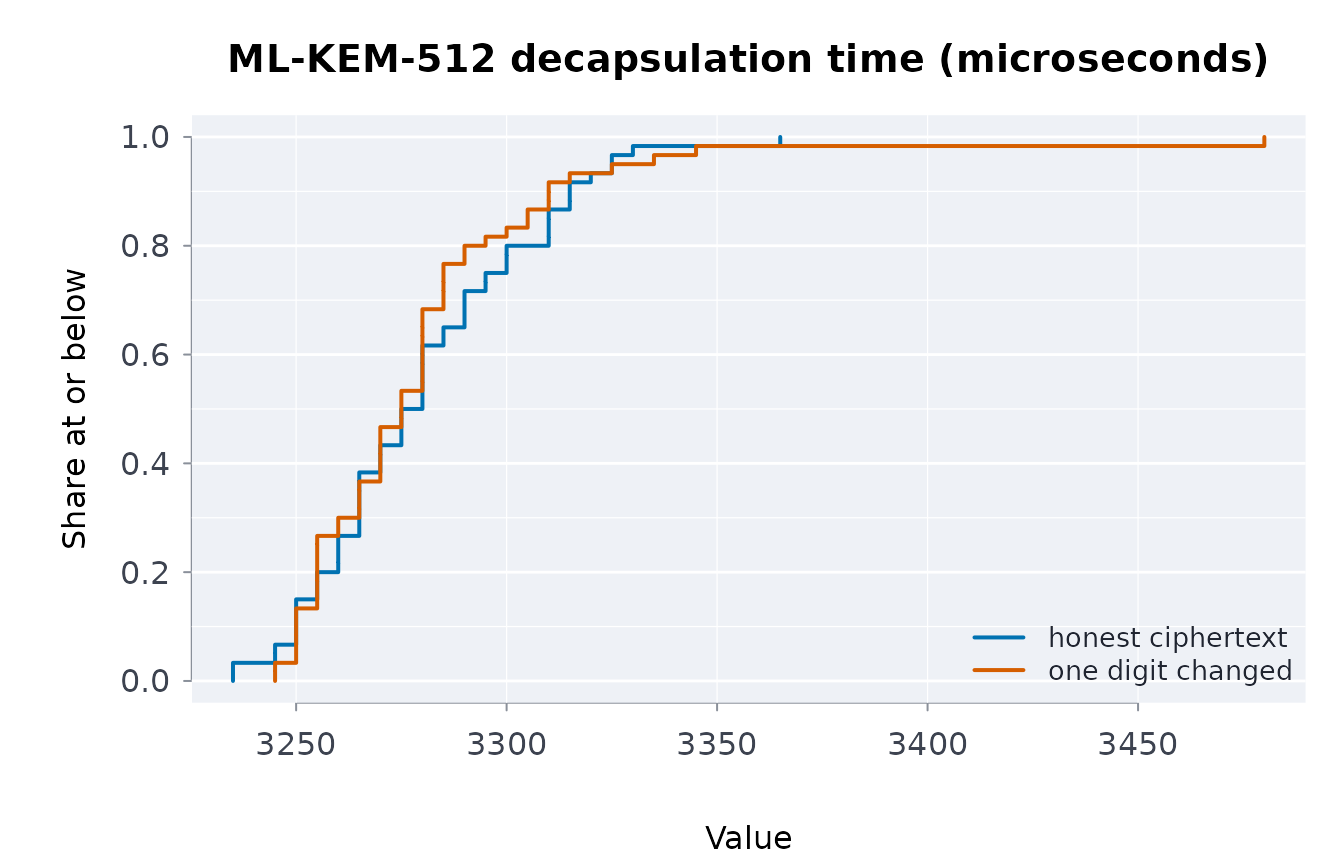 ML-KEM-512 decapsulation time (microseconds)
1.0
0.8
0.6
0.4
0.2
0.0
Share at or below
honest ciphertext
one digit changed
3250 3300 3350 3400 3450
Value